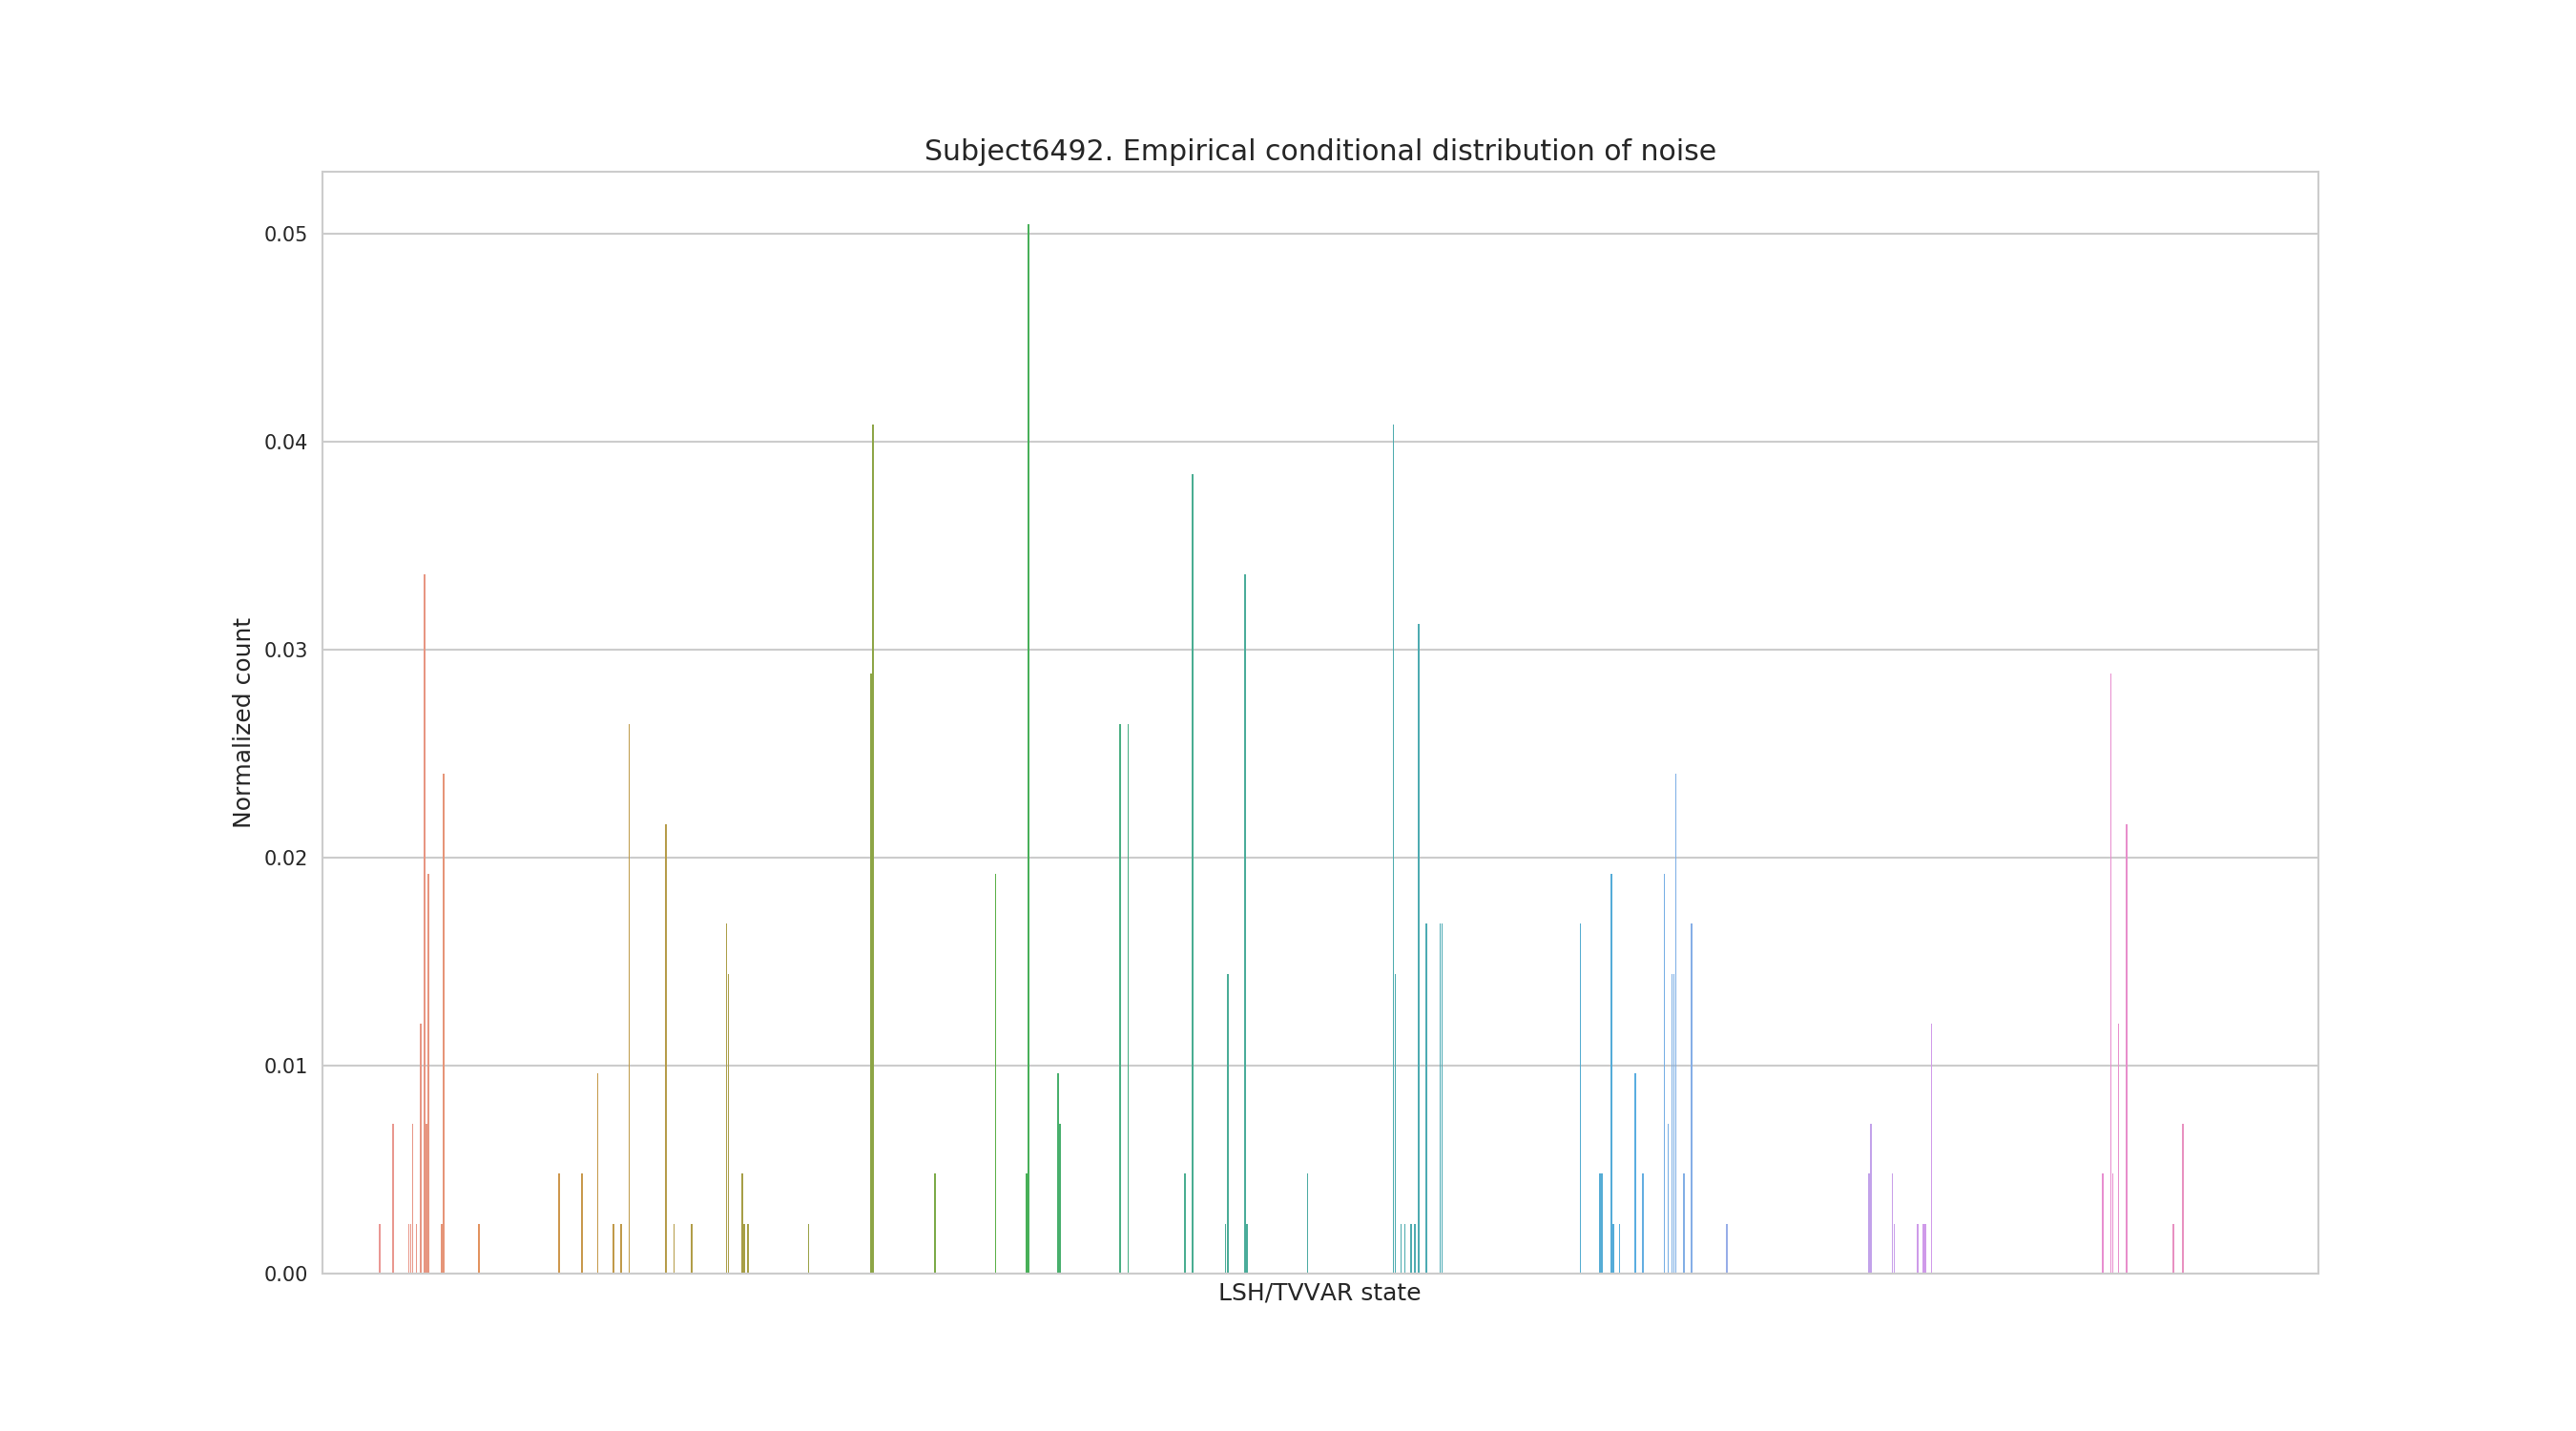 Subject6492. Empirical conditional distribution of noise
0.05
0.04
0.03
0.02
0.01
0.00
Normalized count
LSH/TVVAR state